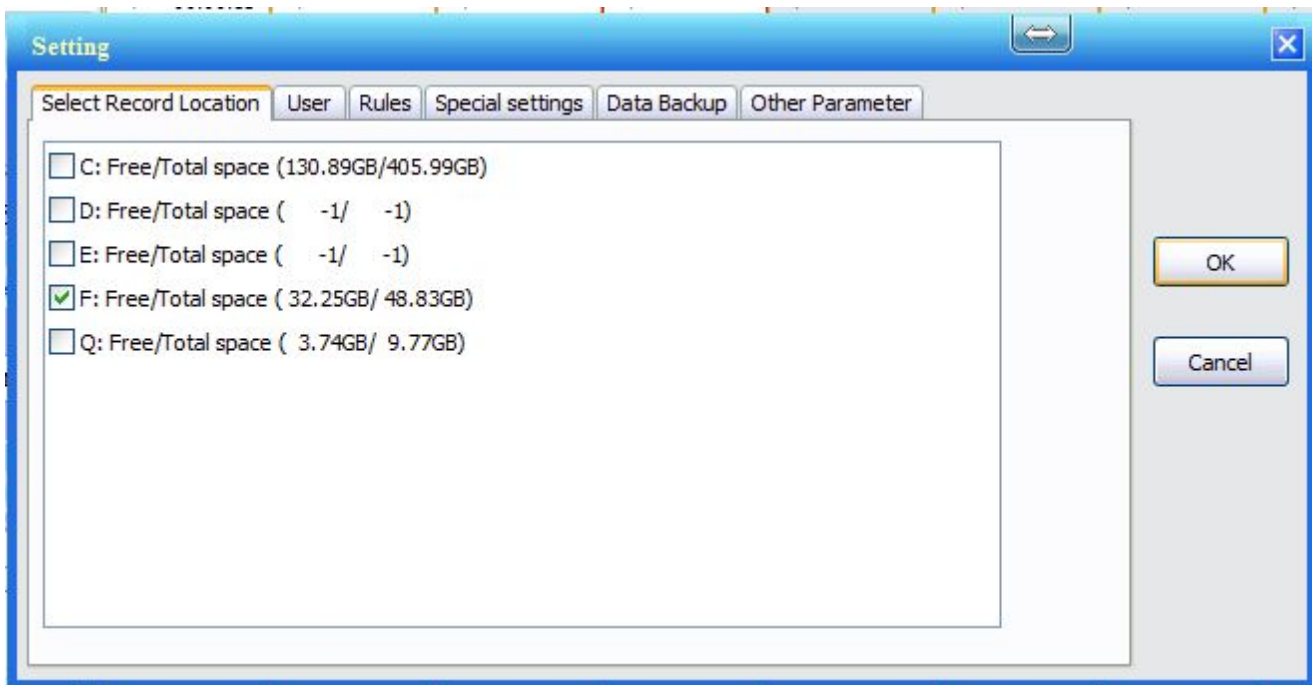 Setting
Select Record Location User Rules Special settings Data Backup Other Parameter
C: Free/Total space (130.89GB/405.99GB)
D: Free/Total space (     -1/     -1)
E: Free/Total space (     -1/     -1)
OK
F: Free/Total space ( 32.25GB/ 48.83GB)
Q: Free/Total space (  3.74GB/  9.77GB)
Cancel